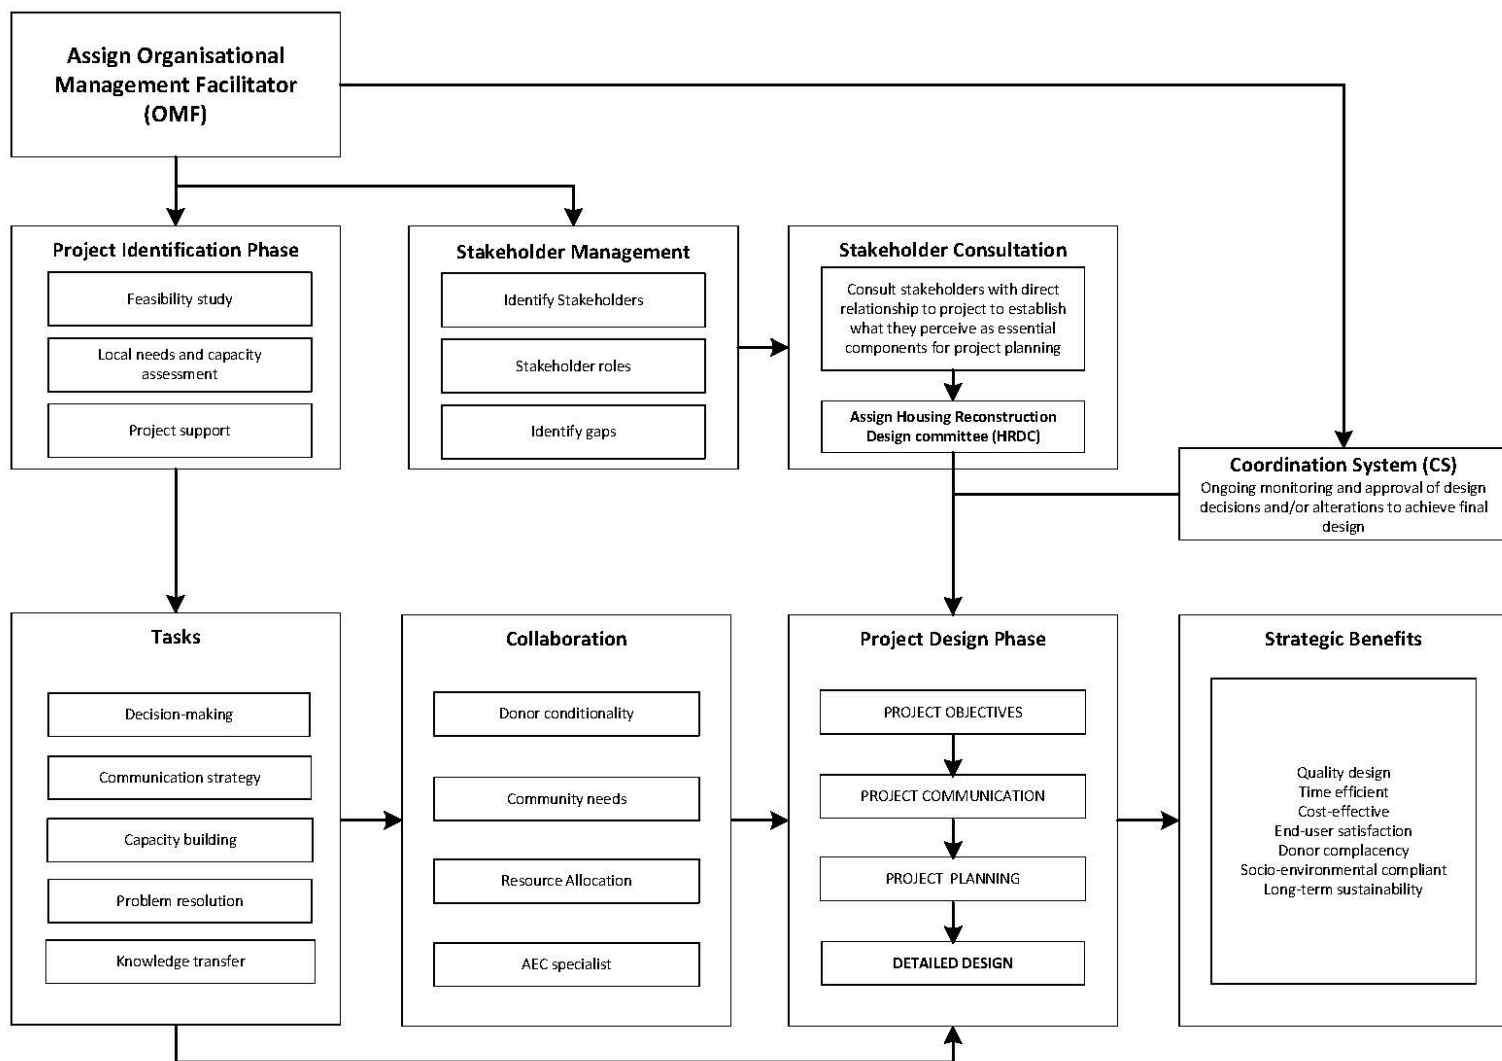 Assign Organisational
Management Facilitator
(OMF)
Project Identification Phase
Feasibility study
Local needs and capacity
assessment
Project support
Stakeholder Management
Identify Stakeholders
Stakeholder roles
Identify gaps
Stakeholder Consultation
Consult stakeholders with direct
relationship to project to establish
what they perceive as essential
components for project planning
Assign Housing Reconstruction
Design committee (HRDC)
Coordination System (CS)
Ongoing monitoring and approval of design
decisions and/or alterations to achieve final
design
Tasks
Decision-making
Communication strategy
Capacity building
Problem resolution
Knowledge transfer
Collaboration
Donor conditionality
Community needs
Resource Allocation
AEC specialist
Project Design Phase
PROJECT OBJECTIVES
PROJECT COMMUNICATION
PROJECT PLANNING
DETAILED DESIGN
Strategic Benefits
Quality design
Time efficient
Cost-effective
End-user satisfaction
Donor complacency
Socio-environmental compliant
Long-term sustainability